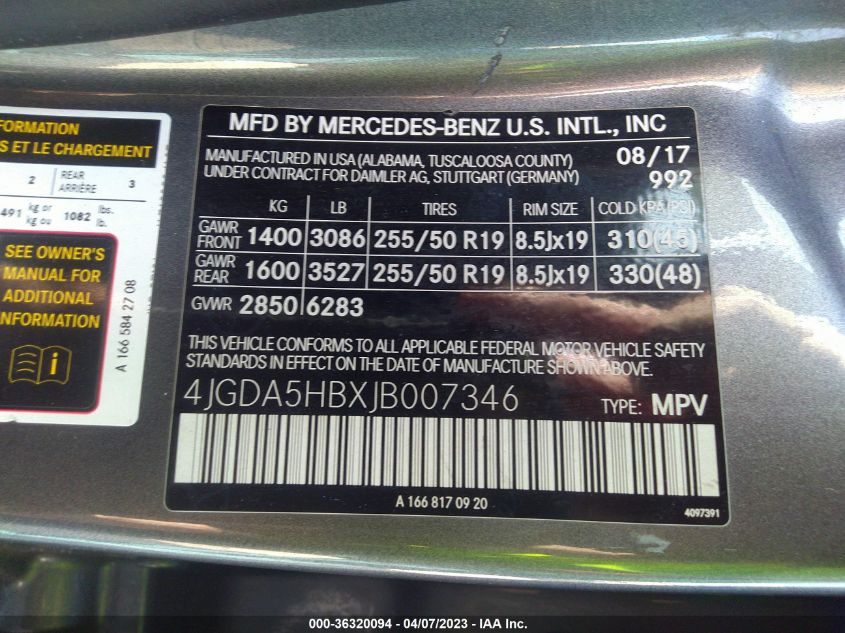 FORMATION
S ET LE CHARGEMENT
2 REAR ARRIÈRE 3
491 kg or kg ou 1082 lbs. lb.
SEE OWNER'S
MANUAL FOR
ADDITIONAL
INFORMATION
i
A 166 584 27 08
MFD BY MERCEDES-BENZ U.S. INTL., INC
MANUFACTURED IN USA (ALABAMA, TUSCALOOSA COUNTY) 08/17
UNDER CONTRACT FOR DAIMLER AG, STUTTGART (GERMANY) 992
KG LB TIRES RIM SIZE COLD KPA (PSI)
GAWR FRONT 1400 3086 255/50 R19 8.5Jx19 310(45)
GAWR REAR 1600 3527 255/50 R19 8.5Jx19 330(48)
GVWR 2850 6283
THIS VEHICLE CONFORMS TO ALL APPLICABLE FEDERAL MOTOR VEHICLE SAFETY
STANDARDS IN EFFECT ON THE DATE OF MANUFACTURE SHOWN ABOVE.
4JGDA5HBXJB007346 TYPE: MPV
A 166 817 09 20
4097391
000-36320094 - 04/07/2023 - IAA Inc.